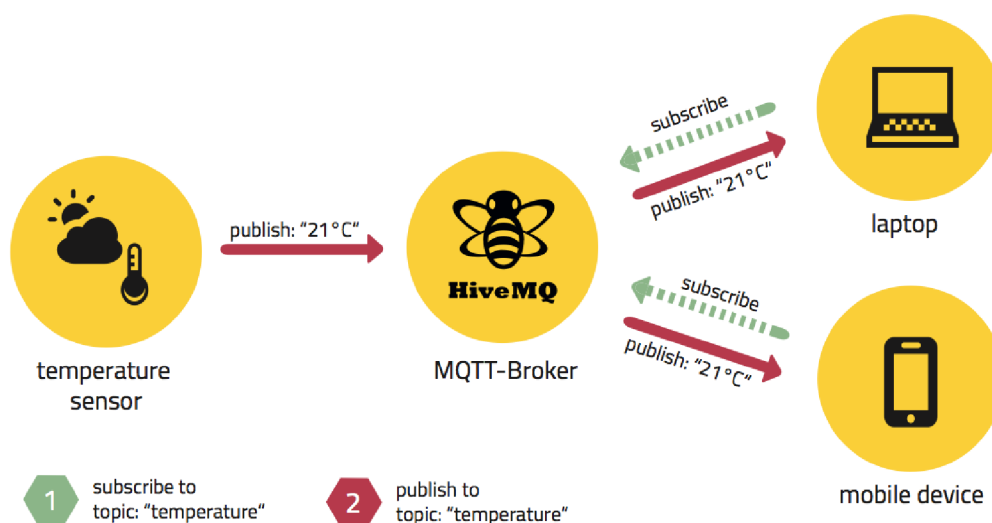 subscribe
publish: “21°C”
laptop
publish: “21°C”
HiveMQ
subscribe
publish: “21°C”
temperature
sensor
MQTT-Broker
mobile device
1
subscribe to
topic: “temperature“
2
publish to
topic: “temperature“